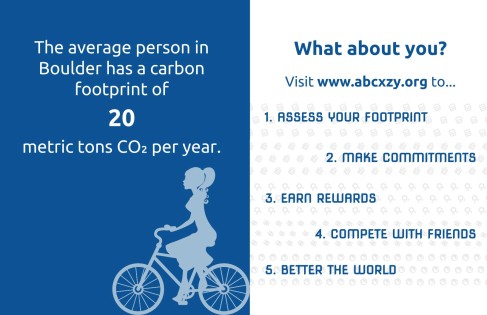 The average person in
Boulder has a carbon
footprint of
20
metric tons CO₂ per year.
What about you?
Visit www.abcxzy.org to...
1. ASSESS YOUR FOOTPRINT
2. MAKE COMMITMENTS
3. EARN REWARDS
4. COMPETE WITH FRIENDS
5. BETTER THE WORLD